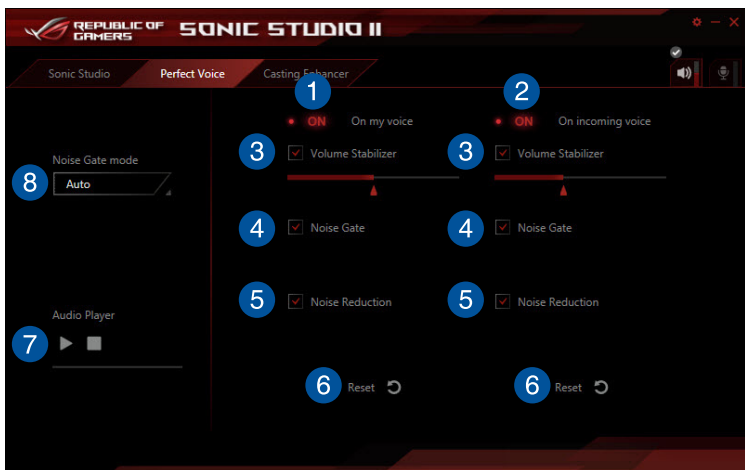 REPUBLIC OF
GAMERS
SONIC STUDIO II
Sonic Studio
Perfect Voice
Casting Enhancer
1
2
ON On my voice
ON On incoming voice
3 Volume Stabilizer
3 Volume Stabilizer
Noise Gate mode
8 Auto
4 Noise Gate
4 Noise Gate
5 Noise Reduction
5 Noise Reduction
Audio Player
7
6 Reset
6 Reset